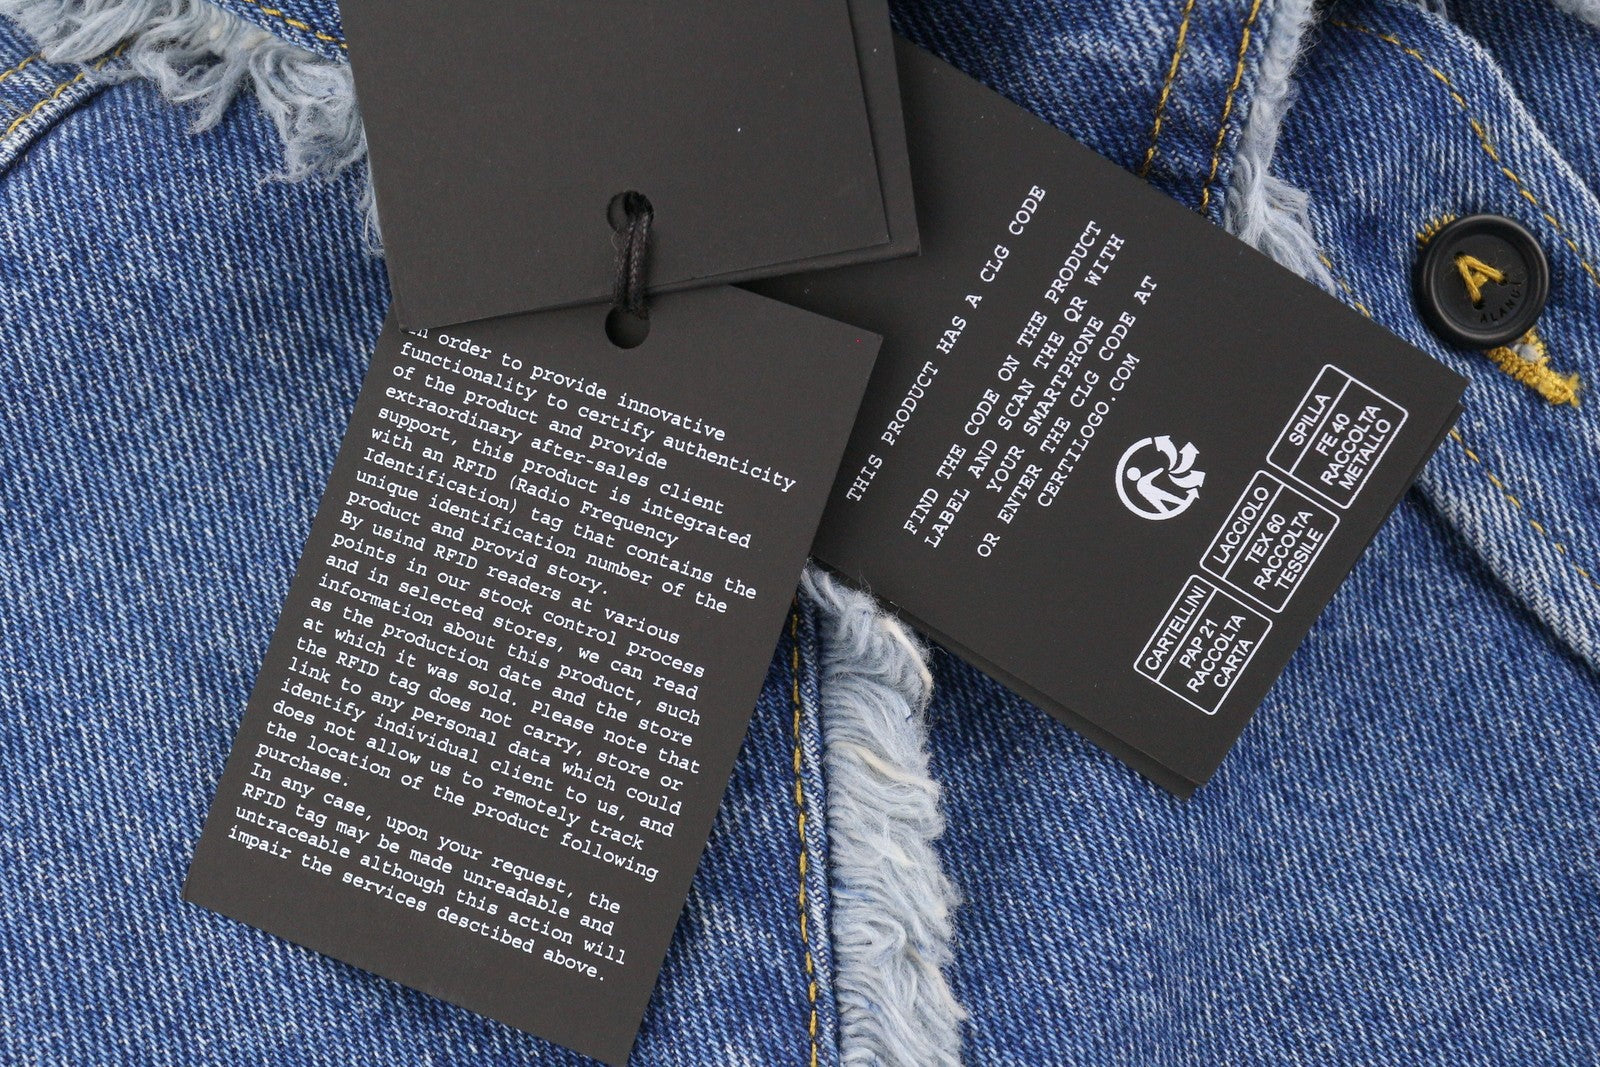 In order to provide innovative
functionality to certify authenticity
of the product and provide
extraordinary after-sales client
support, this product is integrated
with an RFID (Radio Frequency
Identification) tag that contains the
unique identification number of the
product and provid story.
By usind RFID readers at various
points in our stock control process
and in selected stores, we can read
information about this product, such
as the production date and the store
at which it was sold. Please note that
the RFID tag does not carry, store or
link to any personal data which could
identify individual client to us, and
does not allow us to remotely track
the location of the product following
purchase.
In any case, upon your request, the
RFID tag may be made unreadable and
untraceable although this action will
impair the services desctibed above.
THIS PRODUCT HAS A CLG CODE
FIND THE CODE ON THE PRODUCT
LABEL AND SCAN THE QR WITH
YOUR SMARTPHONE
OR ENTER THE CLG CODE AT
CERTILOGO.COM
CARTELLINI
PAP 21
RACCOLTA
CARTA
LACCIOLO
TEX 60
RACCOLTA
TESSILE
SPILLA
FE 40
RACCOLTA
METALLO
A
ALANUI